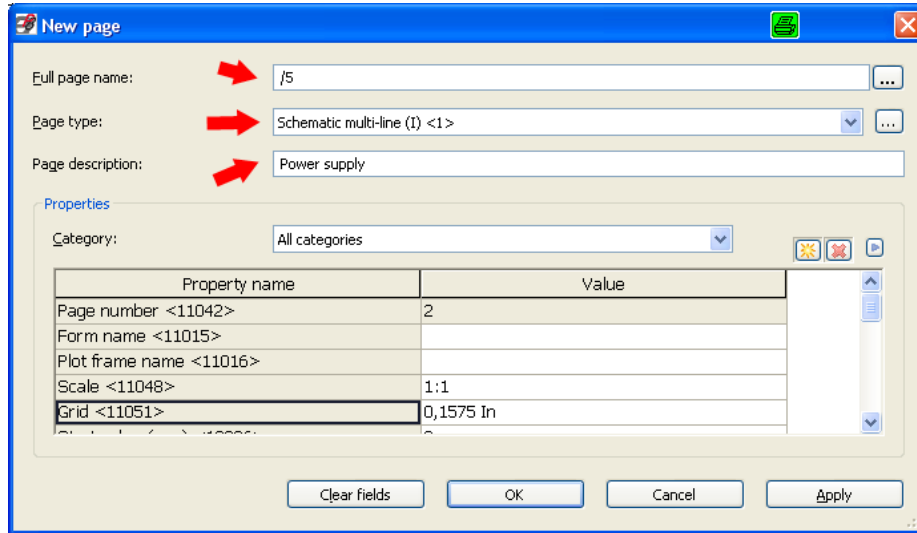 New page
Full page name: /5 ...
Page type: Schematic multi-line (I) <1> ...
Page description: Power supply
Properties
Category: All categories
Property name Value
Page number <11042> 2
Form name <11015>
Plot frame name <11016>
Scale <11048> 1:1
Grid <11051> 0,1575 In
Clear fields OK Cancel Apply